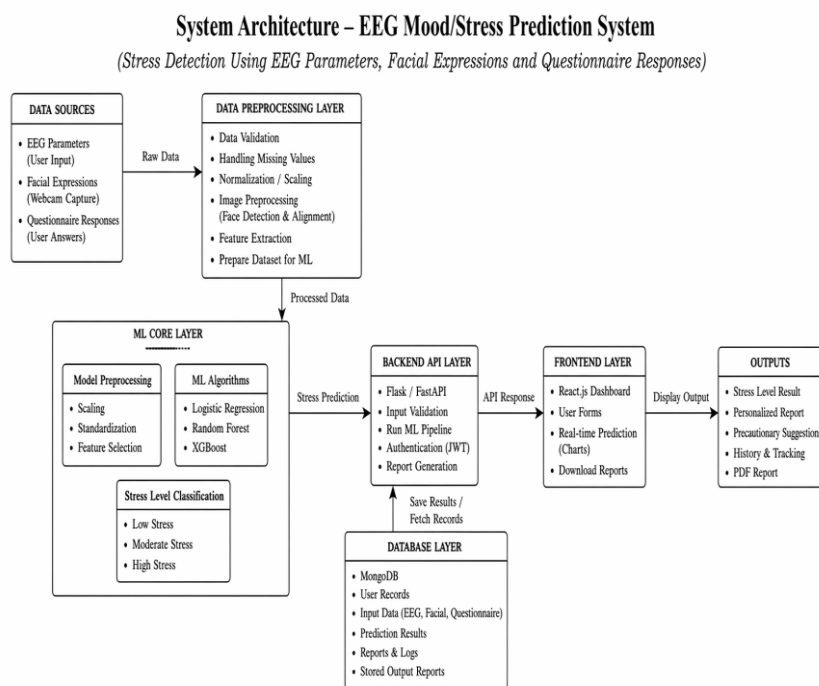 System Architecture – EEG Mood/Stress Prediction System
(Stress Detection Using EEG Parameters, Facial Expressions and Questionnaire Responses)
DATA SOURCES
• EEG Parameters
(User Input)
• Facial Expressions
(Webcam Capture)
• Questionnaire Responses
(User Answers)
Raw Data
DATA PREPROCESSING LAYER
• Data Validation
• Handling Missing Values
• Normalization / Scaling
• Image Preprocessing
(Face Detection & Alignment)
• Feature Extraction
• Prepare Dataset for ML
Processed Data
ML CORE LAYER
Model Preprocessing
• Scaling
• Standardization
• Feature Selection
ML Algorithms
• Logistic Regression
• Random Forest
• XGBoost
Stress Level Classification
• Low Stress
• Moderate Stress
• High Stress
Stress Prediction
BACKEND API LAYER
• Flask / FastAPI
• Input Validation
• Run ML Pipeline
• Authentication (JWT)
• Report Generation
API Response
FRONTEND LAYER
• React.js Dashboard
• User Forms
• Real-time Prediction
(Charts)
• Download Reports
Display Output
OUTPUTS
• Stress Level Result
• Personalized Report
• Precautionary Suggestion
• History & Tracking
• PDF Report
Save Results /
Fetch Records
DATABASE LAYER
• MongoDB
• User Records
• Input Data (EEG, Facial, Questionnaire)
• Prediction Results
• Reports & Logs
• Stored Output Reports